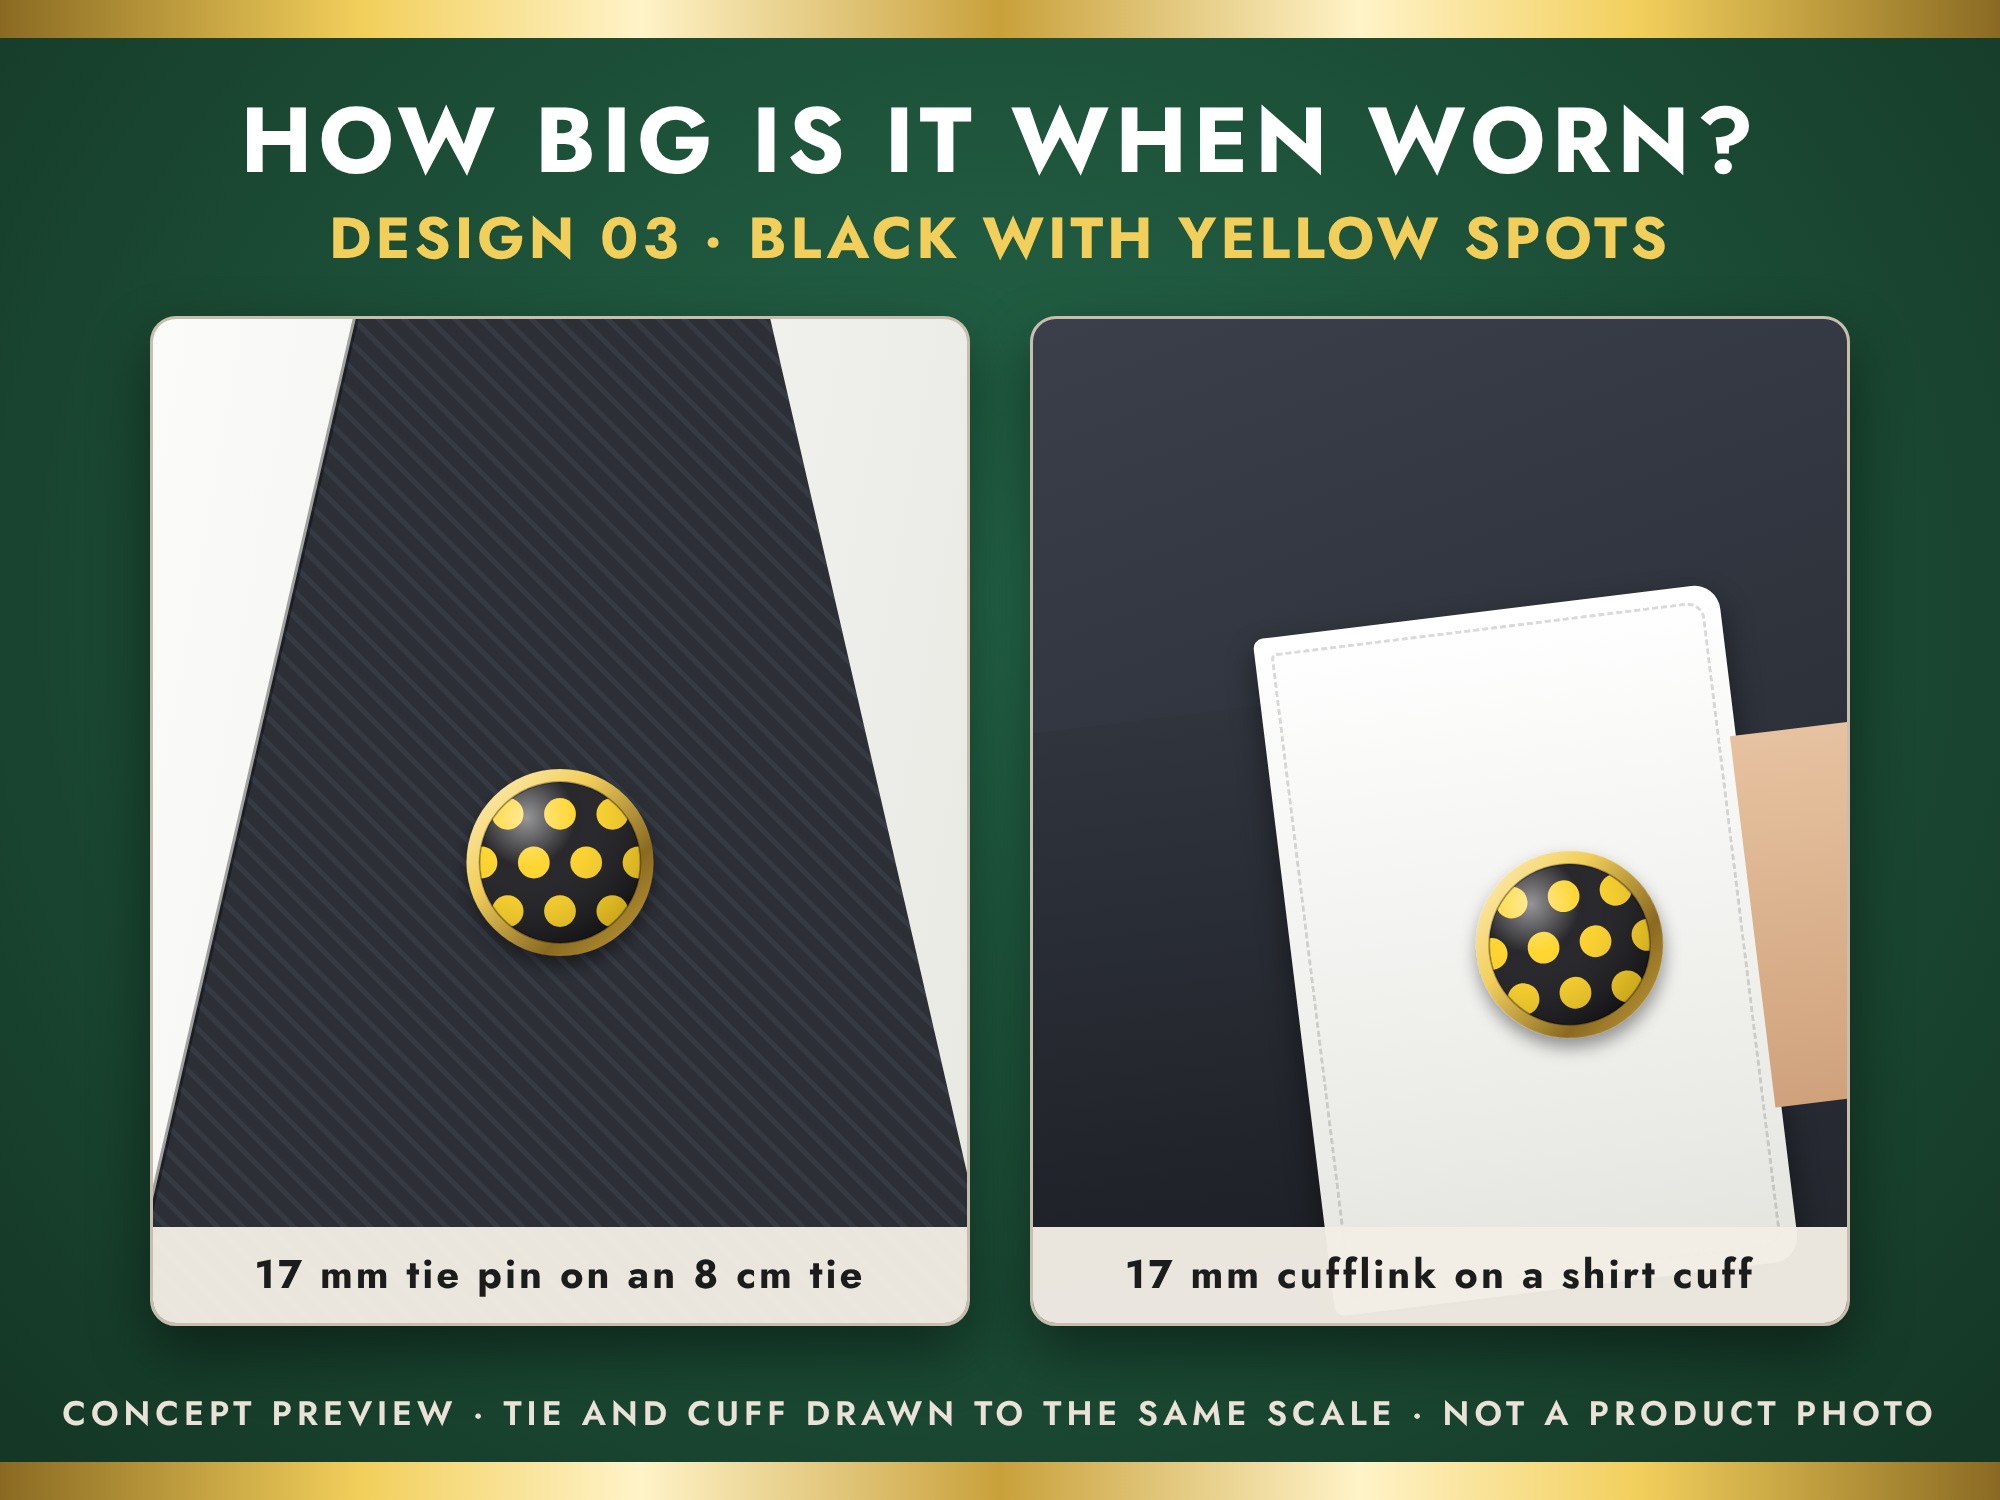 HOW BIG IS IT WHEN WORN?
DESIGN 03 · BLACK WITH YELLOW SPOTS
17 mm tie pin on an 8 cm tie
17 mm cufflink on a shirt cuff
CONCEPT PREVIEW · TIE AND CUFF DRAWN TO THE SAME SCALE · NOT A PRODUCT PHOTO